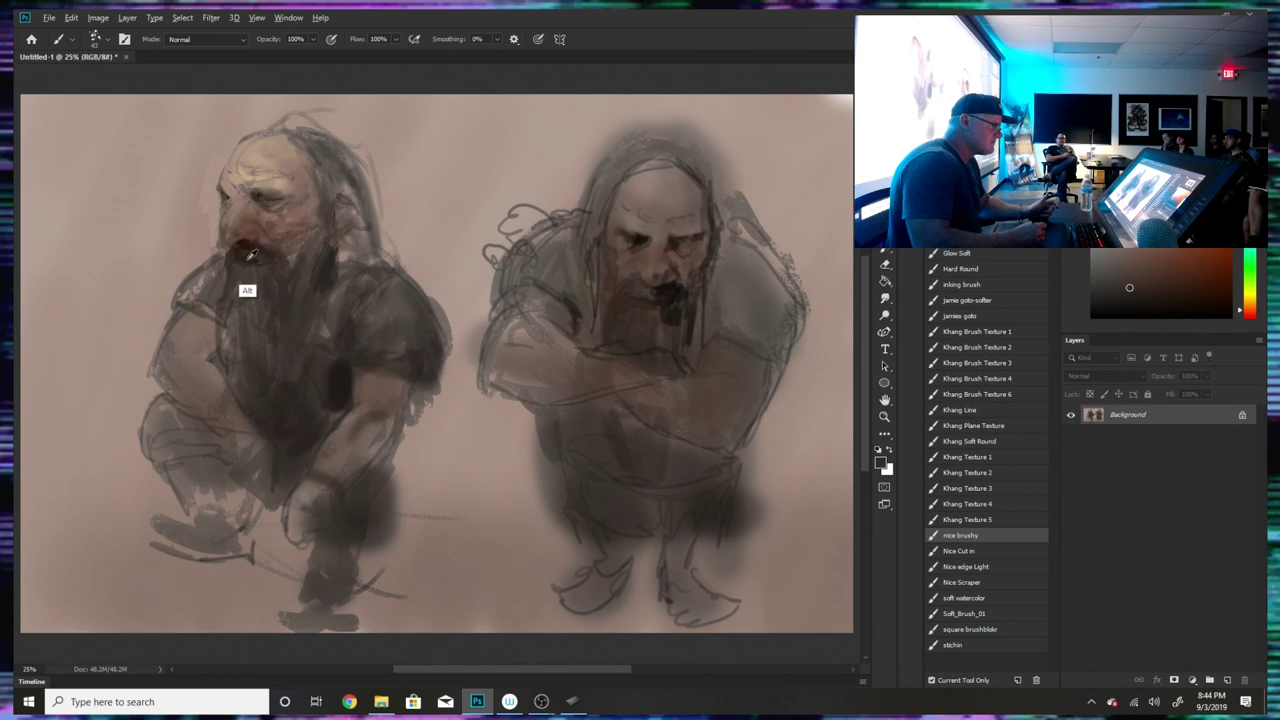 Ps File Edit Image Layer Type Select Filter 3D View Window Help
43 Mode: Normal Opacity: 100% Flow: 100% Smoothing: 0%
Untitled-1 @ 25% (RGB/8#) * ×
EXIT
Alt
Glow Soft
Hard Round
inking brush
jamie goto-softer
jamies goto
Khang Brush Texture 1
Khang Brush Texture 2
Khang Brush Texture 3
Khang Brush Texture 4
Khang Brush Texture 6
Khang Line
Khang Plane Texture
Khang Soft Round
Khang Texture 1
Khang Texture 2
Khang Texture 3
Khang Texture 4
Khang Texture 5
nice brushy
Nice Cut in
Nice edge Light
Nice Scraper
soft watercolor
Soft_Brush_01
square brushblokr
stichin
Current Tool Only
Layers
Kind
Normal Opacity: 100%
Lock: Fill: 100%
Background
fx
25% Doc: 48.2M/48.2M
Timeline
Type here to search
Ps
8:44 PM
9/3/2019